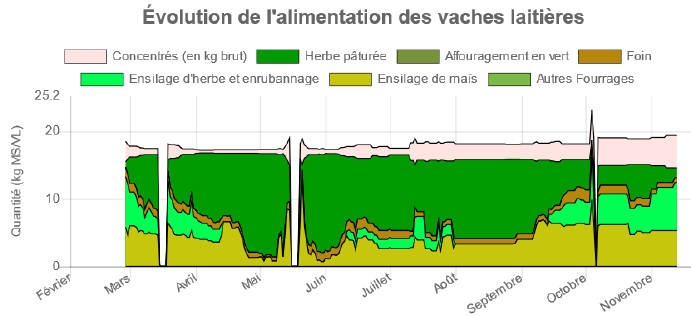 Évolution de l'alimentation des vaches laitières
Concentrés (en kg brut) Herbe pâturée Affouragement en vert Foin
Ensilage d'herbe et enrubannage Ensilage de maïs Autres Fourrages
Quantité (kg MS/VL)
25.2
20
10
0
Février Mars Avril Mai Juin Juillet Août Septembre Octobre Novembre